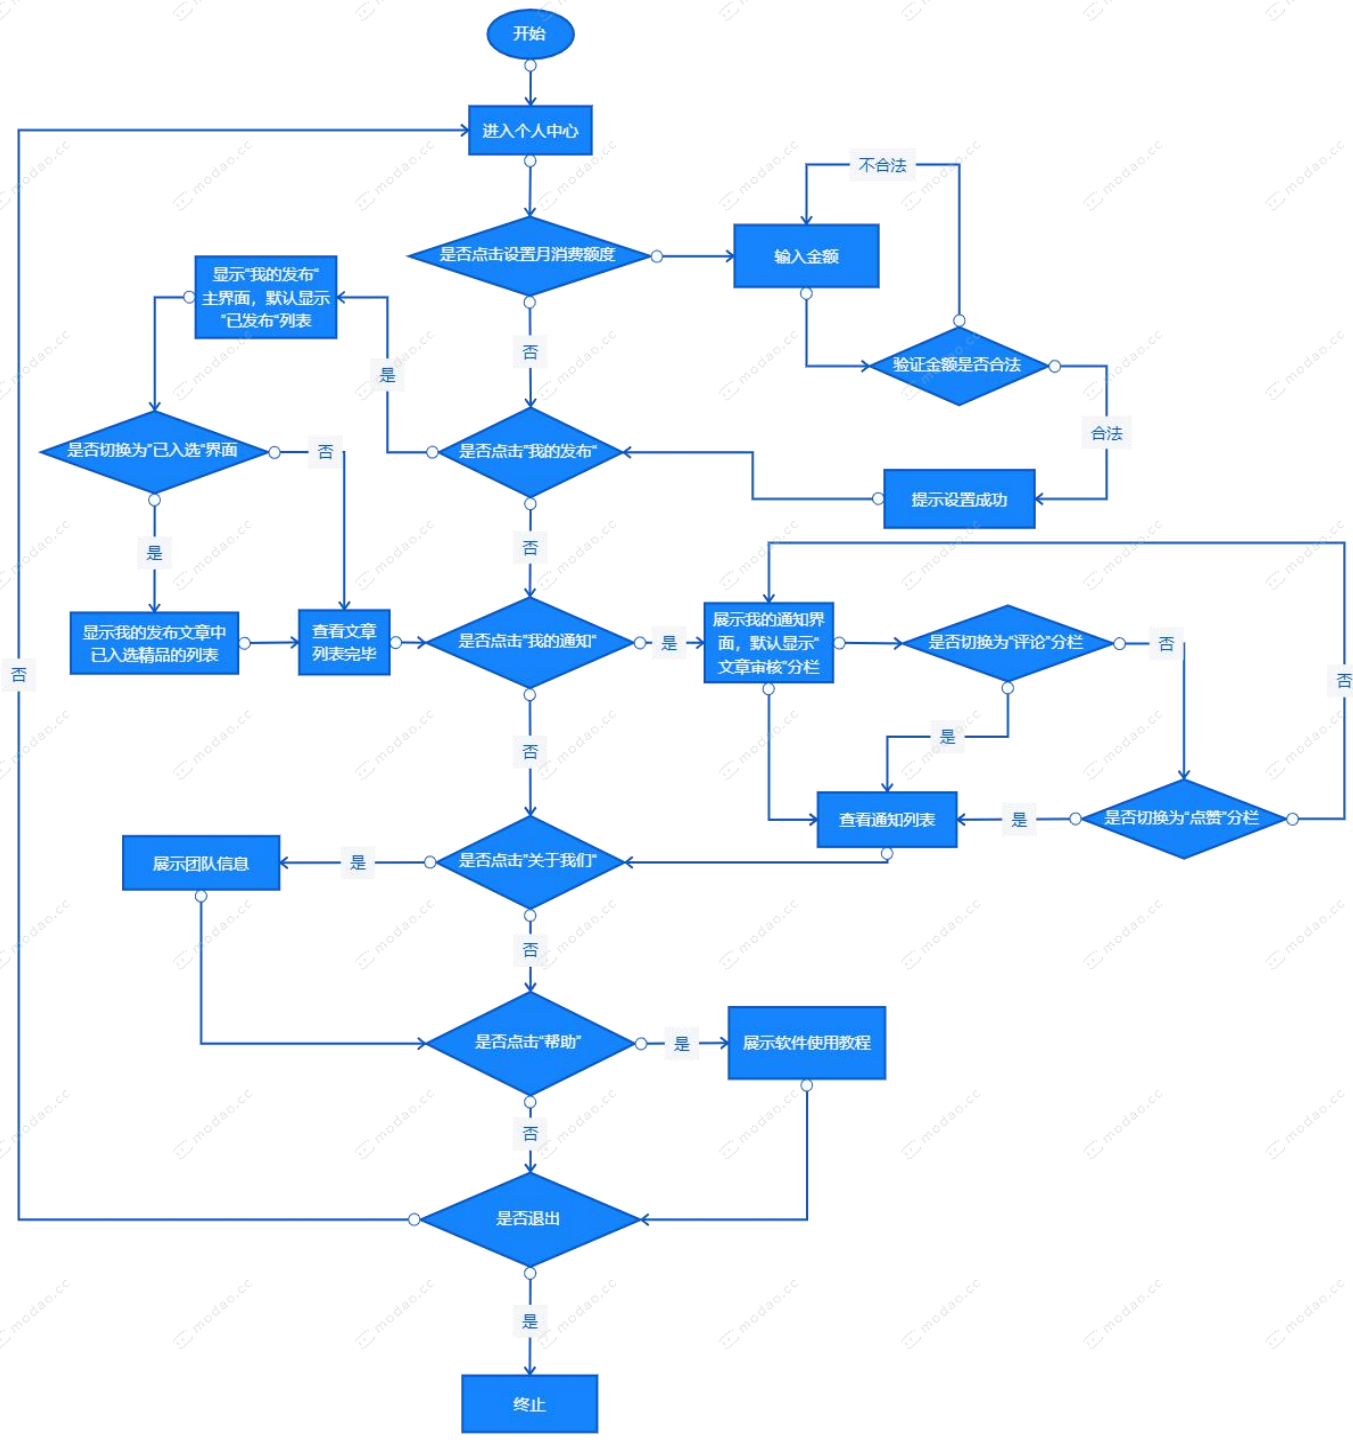 开始
进入个人中心
不合法
是否点击设置月消费额度
输入金额
显示“我的发布“
主界面，默认显示
“已发布“列表
否
验证金额是否合法
是
合法
是否切换为”已入选“界面
否
是否点击”我的发布“
提示设置成功
否
是
显示我的发布文章中
已入选精品的列表
查看文章
列表完毕
是否点击”我的通知“
是
展示我的通知界
面，默认显示“
文章审核”分栏
是否切换为“评论”分栏
否
否
否
是
否
查看通知列表
是
是否切换为“点赞”分栏
展示团队信息
是
是否点击”关于我们“
否
是否点击“帮助”
是
展示软件使用教程
否
是否退出
是
终止
modao.cc